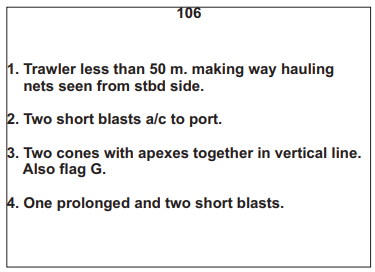 106
1. Trawler less than 50 m. making way hauling
nets seen from stbd side.
2. Two short blasts a/c to port.
3. Two cones with apexes together in vertical line.
Also flag G.
4. One prolonged and two short blasts.